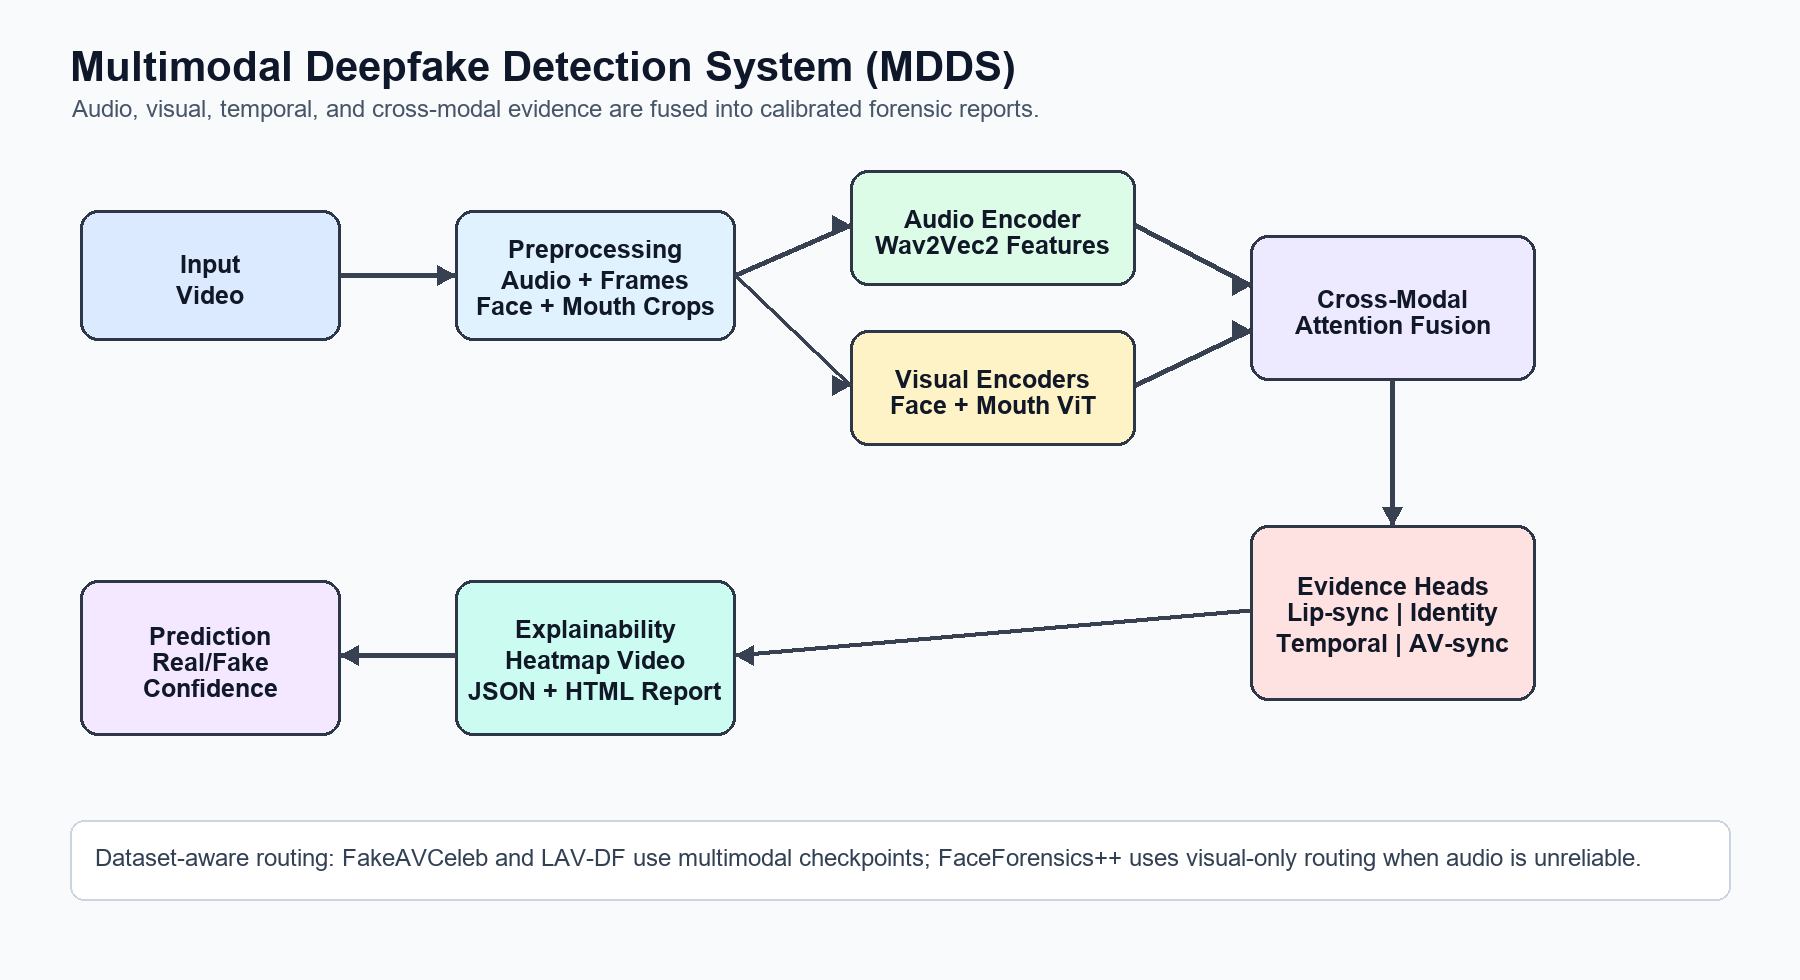 Multimodal Deepfake Detection System (MDDS)
Audio, visual, temporal, and cross-modal evidence are fused into calibrated forensic reports.
Input
Video
Preprocessing
Audio + Frames
Face + Mouth Crops
Audio Encoder
Wav2Vec2 Features
Visual Encoders
Face + Mouth ViT
Cross-Modal
Attention Fusion
Evidence Heads
Lip-sync | Identity
Temporal | AV-sync
Explainability
Heatmap Video
JSON + HTML Report
Prediction
Real/Fake
Confidence
Dataset-aware routing: FakeAVCeleb and LAV-DF use multimodal checkpoints; FaceForensics++ uses visual-only routing when audio is unreliable.